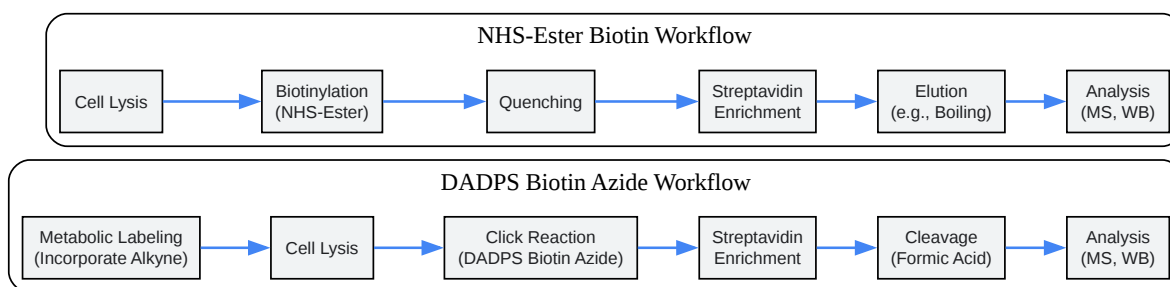 NHS-Ester Biotin Workflow
Cell Lysis
Biotinylation
(NHS-Ester)
Quenching
Streptavidin
Enrichment
Elution
(e.g., Boiling)
Analysis
(MS, WB)
DADPS Biotin Azide Workflow
Metabolic Labeling
(Incorporate Alkyne)
Cell Lysis
Click Reaction
(DADPS Biotin Azide)
Streptavidin
Enrichment
Cleavage
(Formic Acid)
Analysis
(MS, WB)